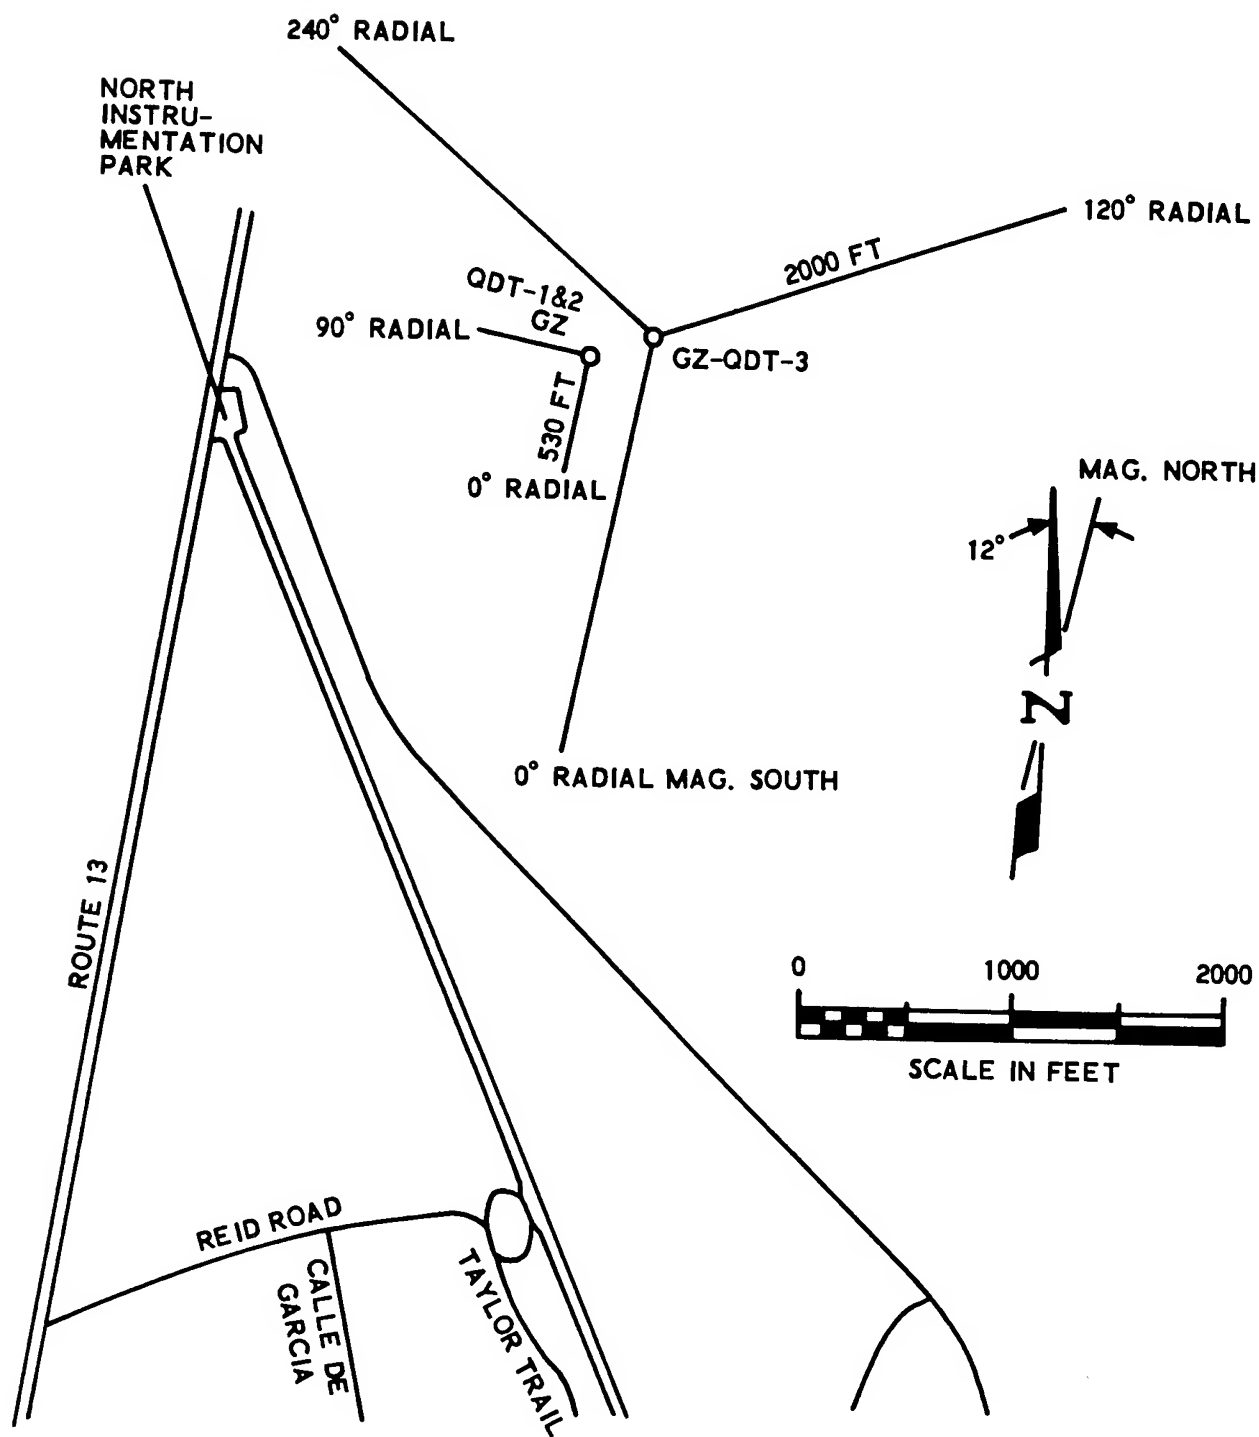 240° RADIAL
NORTH
INSTRU-
MENTATION
PARK
120° RADIAL
2000 FT
QDT-1&2
GZ
90° RADIAL
GZ-QDT-3
530 FT
0° RADIAL
MAG. NORTH
12°
N
0° RADIAL MAG. SOUTH
ROUTE 13
0 1000 2000
SCALE IN FEET
REID ROAD
CALLE DE
GARCIA
TAYLOR TRAIL